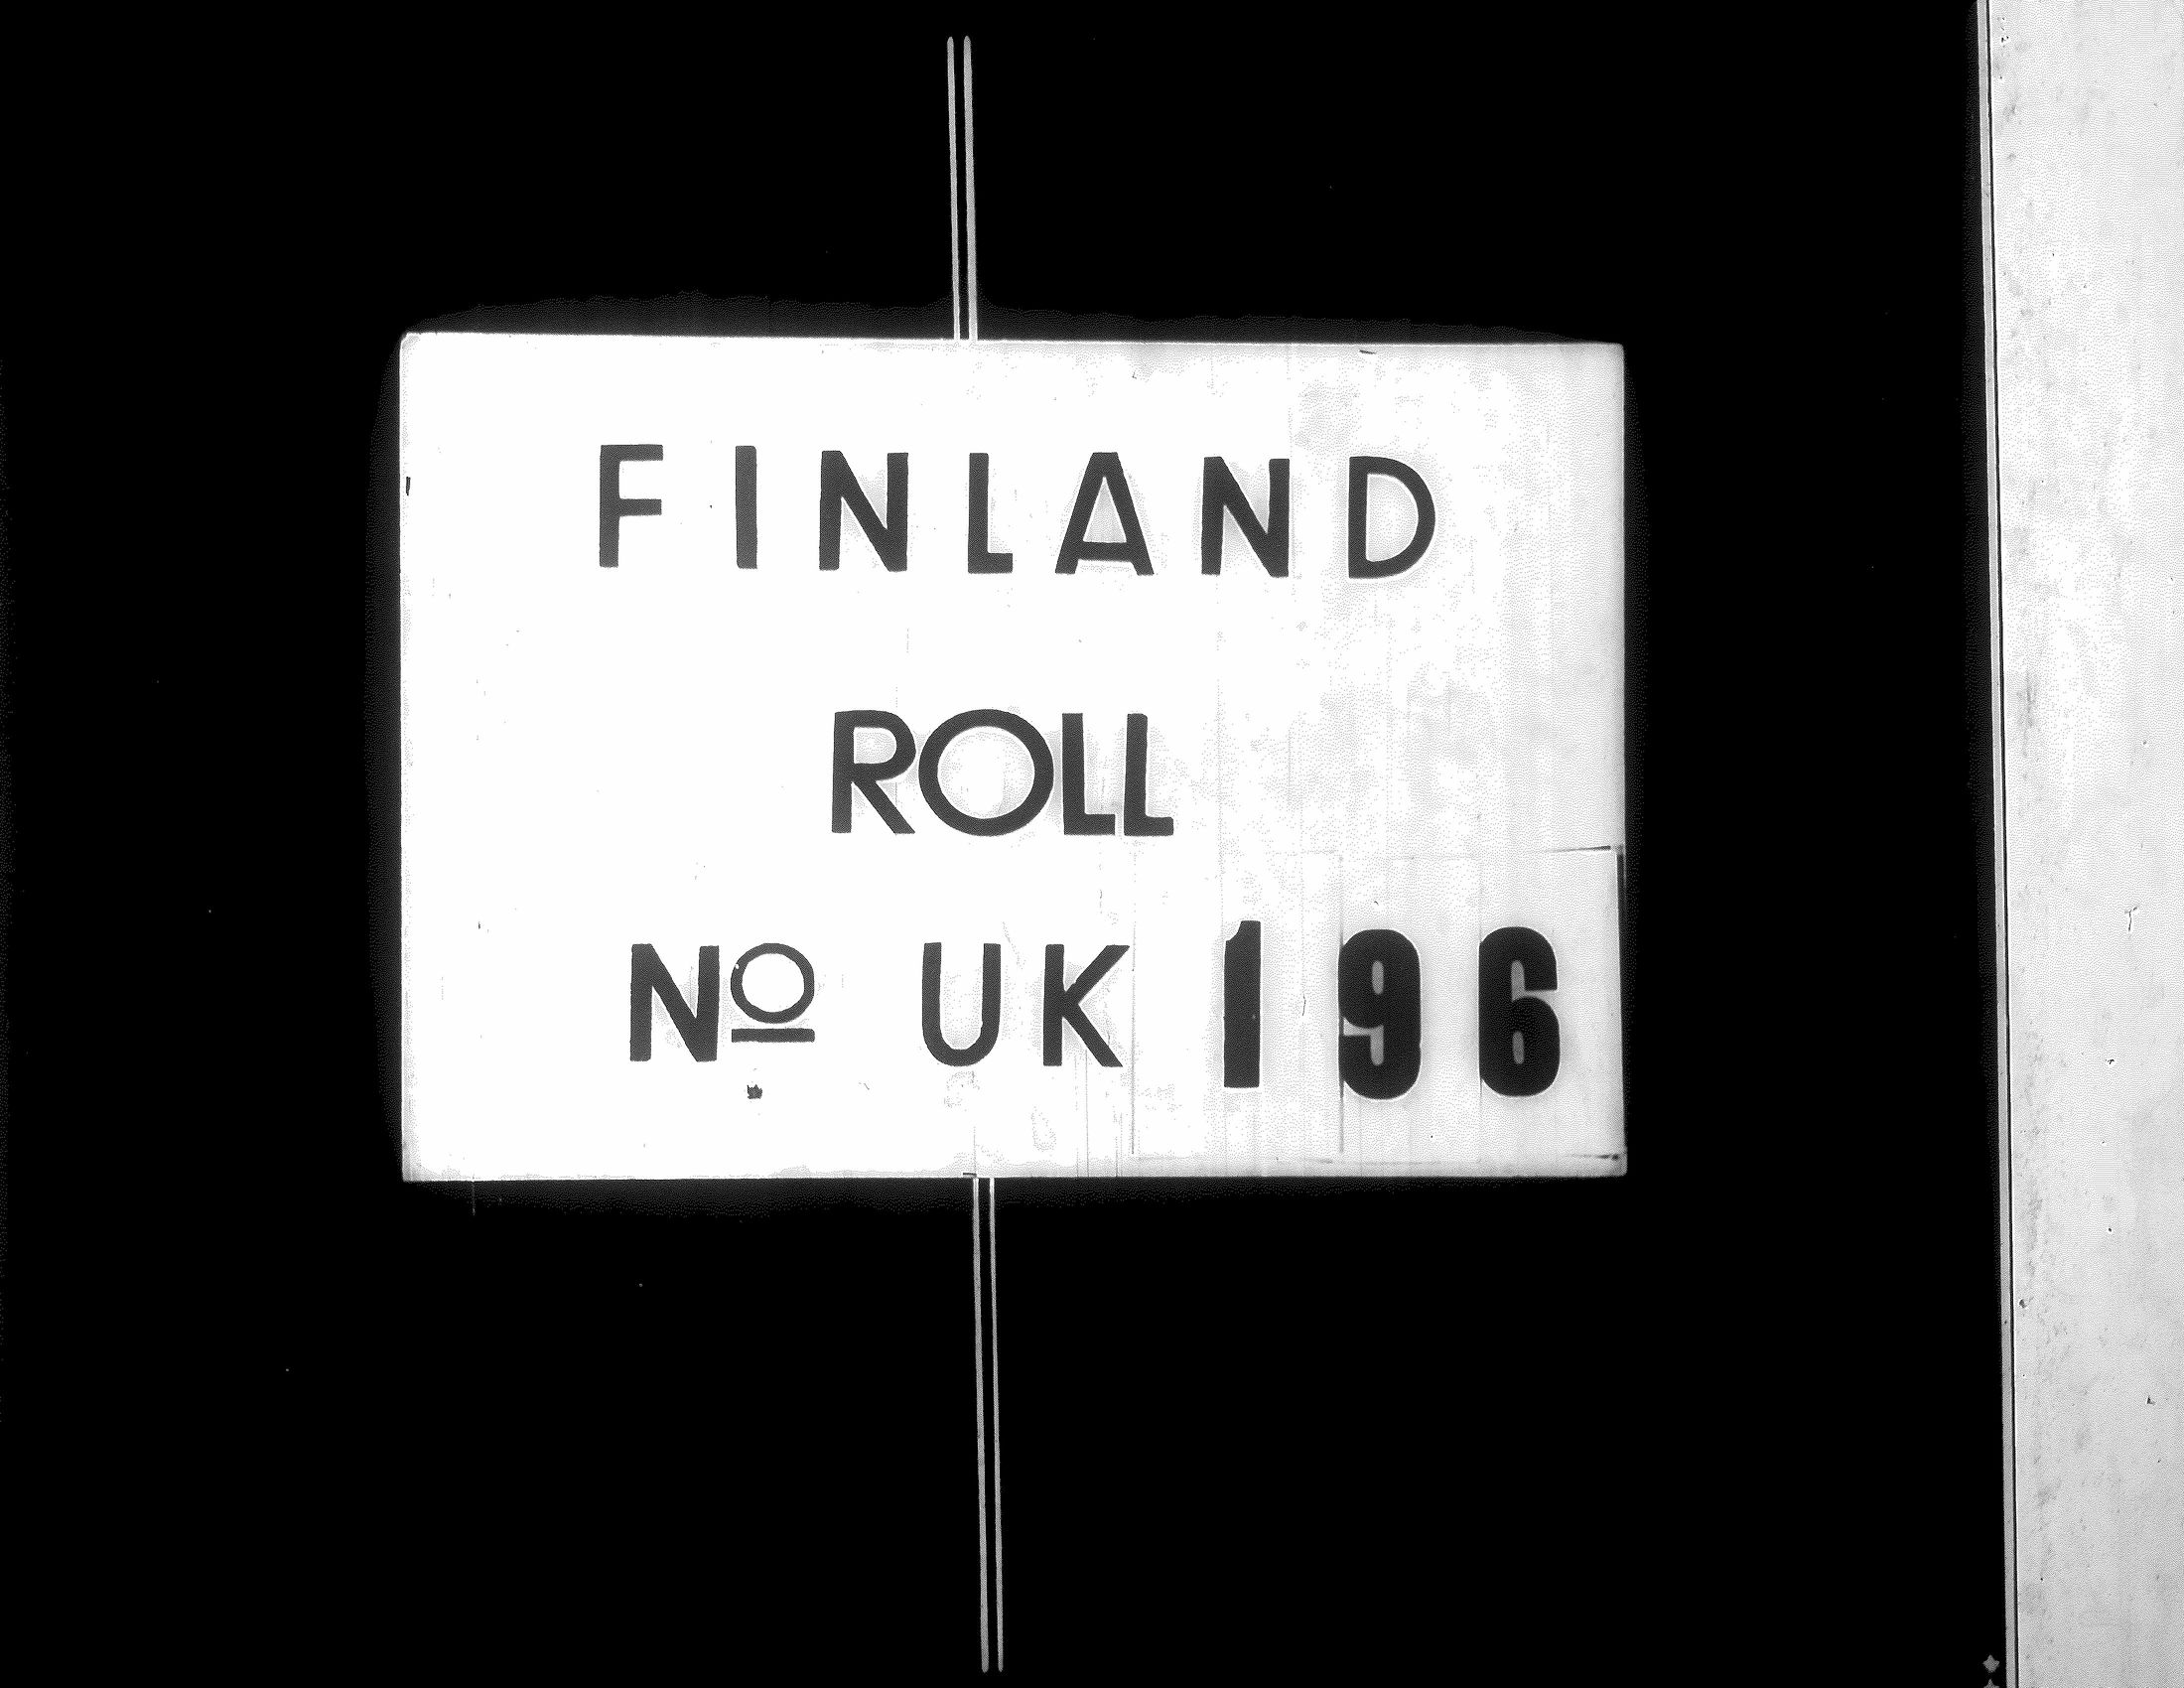 FINLAND
ROLL
Nº UK 196